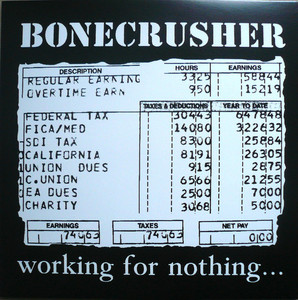 BONECRUSHER
DESCRIPTION HOURS EARNINGS
REGULAR EARNING 3325 58844
OVERTIME EARN 950 15219
TAXES & DEDUCTIONS YEAR TO DATE
FEDERAL TAX 30443 647848
FICA/MED 14080 322632
SDI TAX 8300 25884
CALIFORNIA 8191 26305
UNION DUES 915 2875
C.UNION 6566 21255
EA DUES 2500 7000
CHARITY 3068 5000
EARNINGS TAXES NET PAY
74063 74063 000
working for nothing...